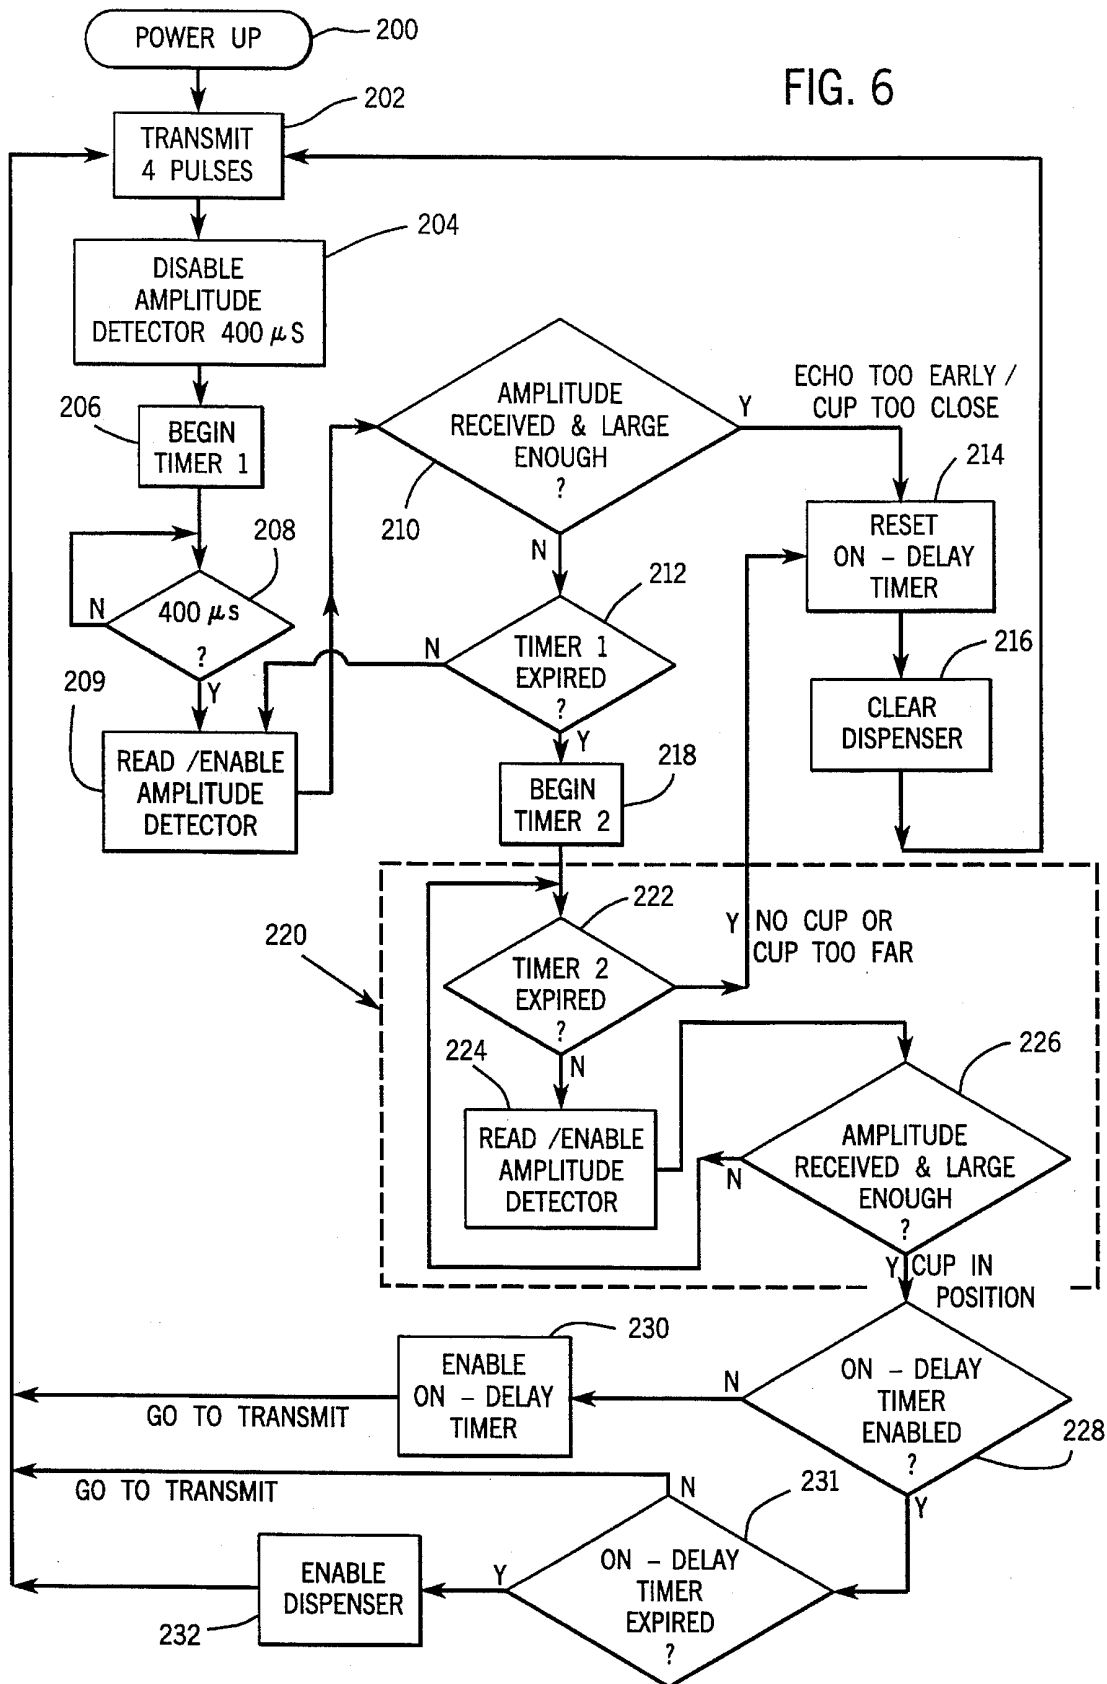 FIG. 6
POWER UP
200
202
TRANSMIT
4 PULSES
204
DISABLE
AMPLITUDE
DETECTOR 400 μS
206
BEGIN
TIMER 1
208
N
400 μs
?
Y
209
READ /ENABLE
AMPLITUDE
DETECTOR
AMPLITUDE
RECEIVED & LARGE
ENOUGH
?
210
Y
ECHO TOO EARLY /
CUP TOO CLOSE
N
212
N
TIMER 1
EXPIRED
?
Y
214
RESET
ON - DELAY
TIMER
216
CLEAR
DISPENSER
218
BEGIN
TIMER 2
220
222
TIMER 2
EXPIRED
?
Y NO CUP OR
CUP TOO FAR
N
224
READ /ENABLE
AMPLITUDE
DETECTOR
226
AMPLITUDE
RECEIVED & LARGE
ENOUGH
?
N
Y CUP IN
POSITION
ON - DELAY
TIMER
ENABLED
?
228
N
Y
230
ENABLE
ON - DELAY
TIMER
GO TO TRANSMIT
GO TO TRANSMIT
N
231
ON - DELAY
TIMER
EXPIRED
?
Y
ENABLE
DISPENSER
232